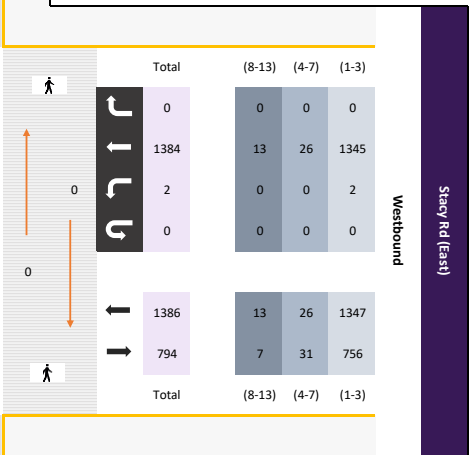 Total (8-13) (4-7) (1-3)
0 0 0 0
1384 13 26 1345
0
2 0 0 2
0 0 0 0
0
1386 13 26 1347
794 7 31 756
Total (8-13) (4-7) (1-3)
Westbound
Stacy Rd (East)